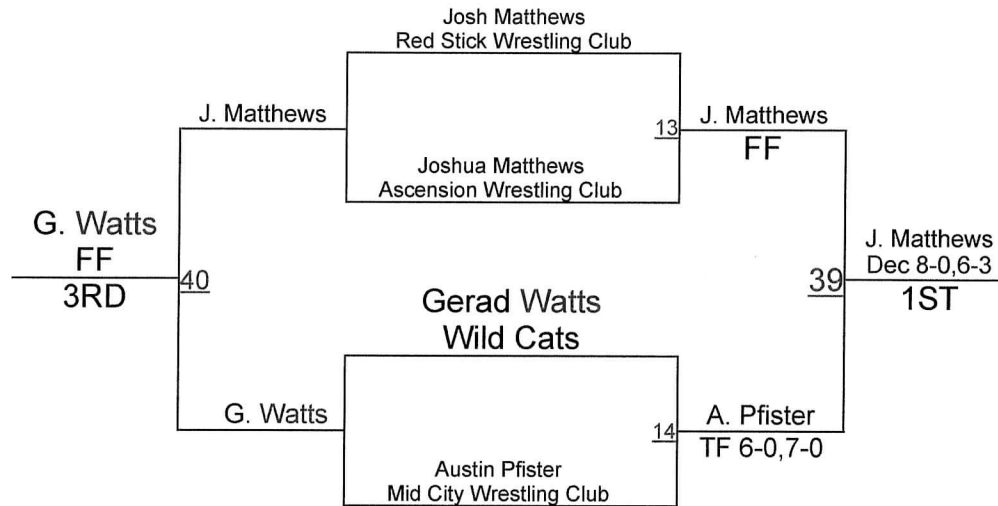 Josh Matthews
Red Stick Wrestling Club
J. Matthews
13
J. Matthews
FF
Joshua Matthews
Ascension Wrestling Club
G. Watts
FF
3RD
40
39
J. Matthews
Dec 8-0,6-3
1ST
Gerad Watts
Wild Cats
G. Watts
14
A. Pfister
TF 6-0,7-0
Austin Pfister
Mid City Wrestling Club